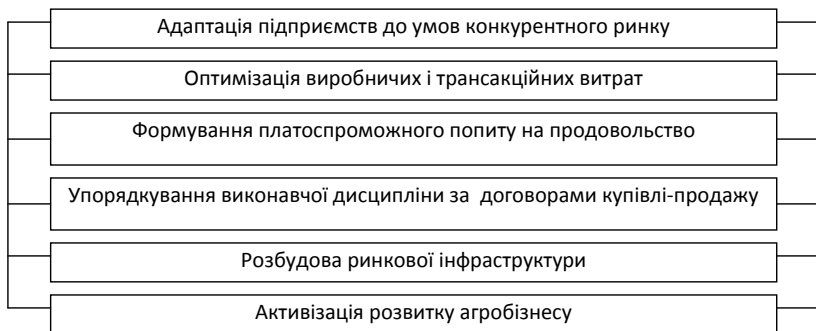 Адаптація підприємств до умов конкурентного ринку
Оптимізація виробничих і трансакційних витрат
Формування платоспроможного попиту на продовольство
Упорядкування виконавчої дисципліни за договорами купівлі-продажу
Розбудова ринкової інфраструктури
Активізація розвитку агробізнесу